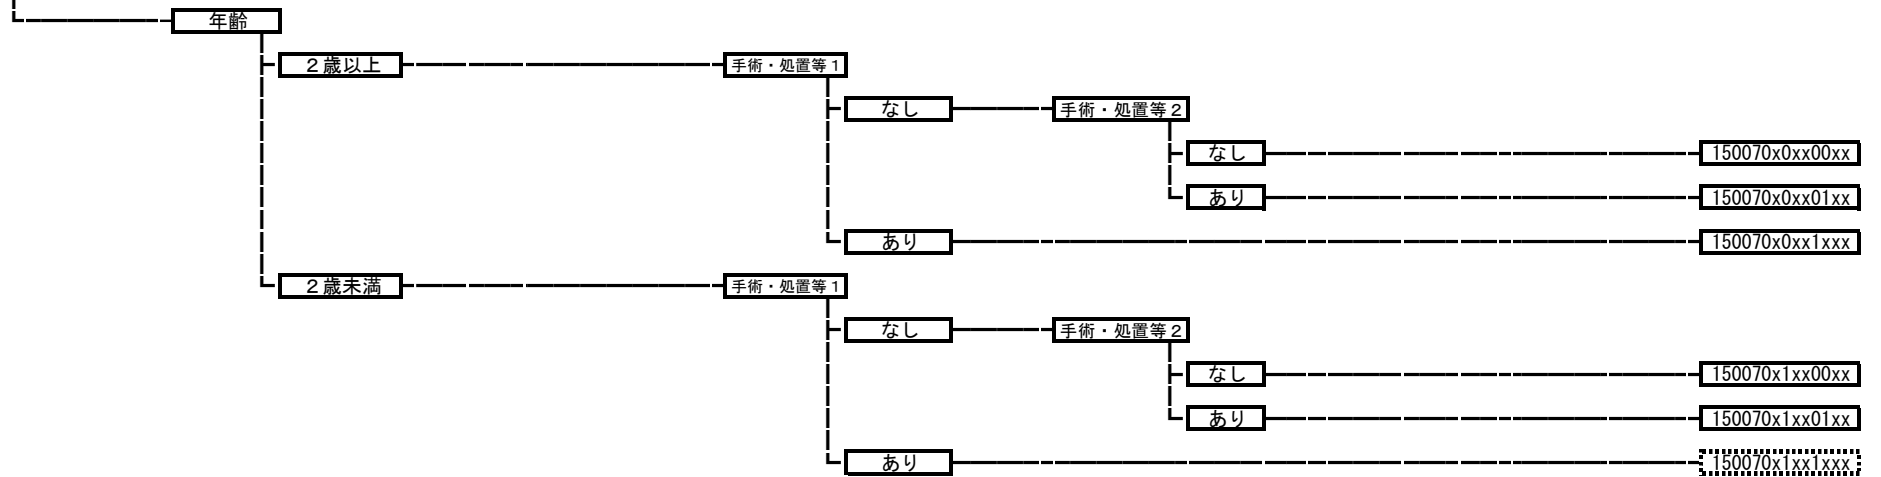 年齢
２歳以上 手術・処置等１
なし 手術・処置等２
なし 150070x0xx00xx
あり 150070x0xx01xx
あり 150070x0xx1xxx
２歳未満 手術・処置等１
なし 手術・処置等２
なし 150070x1xx00xx
あり 150070x1xx01xx
あり 150070x1xx1xxx